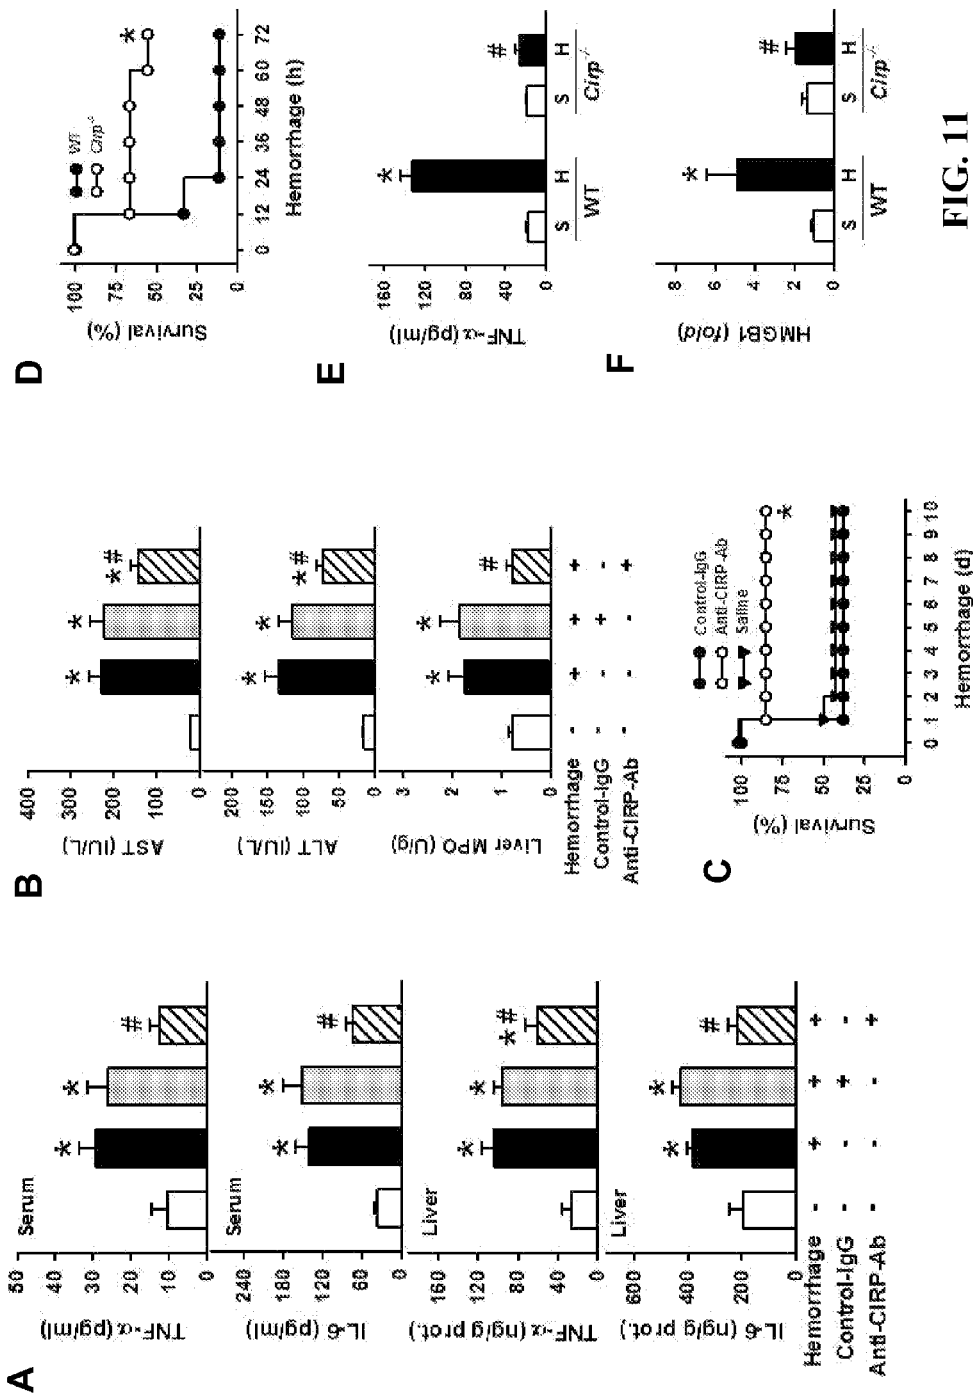 A
Serum
TNF-α (pg/ml)
50
40
30
20
10
0
*
*
#
Serum
IL-6 (pg/ml)
240
180
120
60
0
*
*
#
Liver
TNF-α (ng/g prot.)
160
120
80
40
0
*
*
*#
Liver
IL-6 (ng/g prot.)
600
400
200
0
*
*
#
Hemorrhage - + + +
Control-IgG - - + -
Anti-CIRP-Ab - - - +
B
AST (IU/L)
400
300
200
100
0
*
*
*#
ALT (IU/L)
200
150
100
50
0
*
*
*#
Liver MPO (U/g)
3
2
1
0
*
*
#
Hemorrhage - + + +
Control-IgG - - + -
Anti-CIRP-Ab - - - +
C
Control-IgG
Anti-CIRP-Ab
Saline
Survival (%)
100
75
50
25
0
*
0 1 2 3 4 5 6 7 8 9 10
Hemorrhage (d)
D
WT
Cirp-/-
Survival (%)
100
75
50
25
0
*
0 12 24 36 48 60 72
Hemorrhage (h)
E
TNF-α (pg/ml)
160
120
80
40
0
*
#
S H S H
WT Cirp-/-
F
HMGB1 (fold)
8
6
4
2
0
*
#
S H S H
WT Cirp-/-
FIG. 11